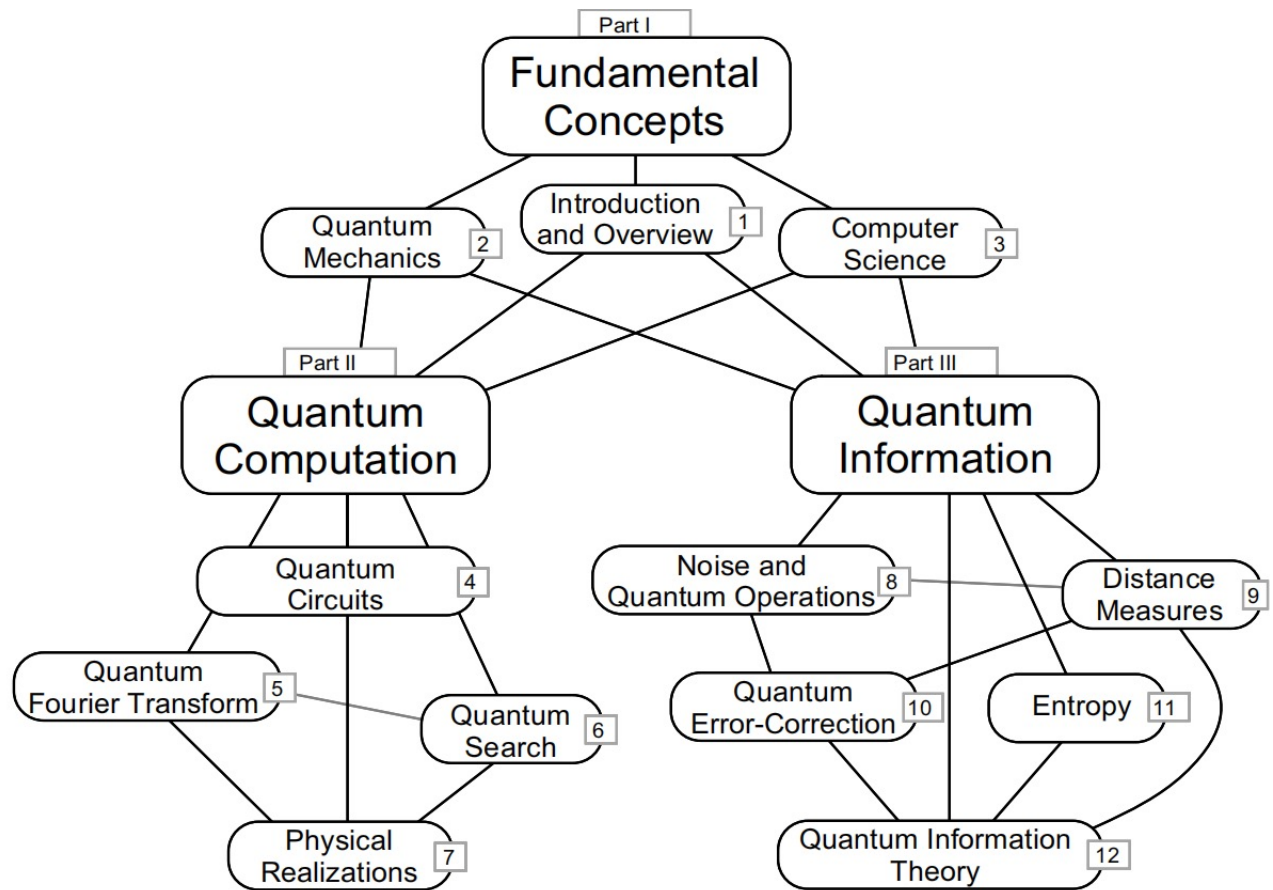 Part I
Fundamental
Concepts
Quantum
Mechanics
2
Introduction
and Overview
1
Computer
Science
3
Part II
Quantum
Computation
Part III
Quantum
Information
Quantum
Circuits
4
Noise and
Quantum Operations
8
Distance
Measures
9
Quantum
Fourier Transform
5
Quantum
Search
6
Quantum
Error-Correction
10
Entropy
11
Physical
Realizations
7
Quantum Information
Theory
12